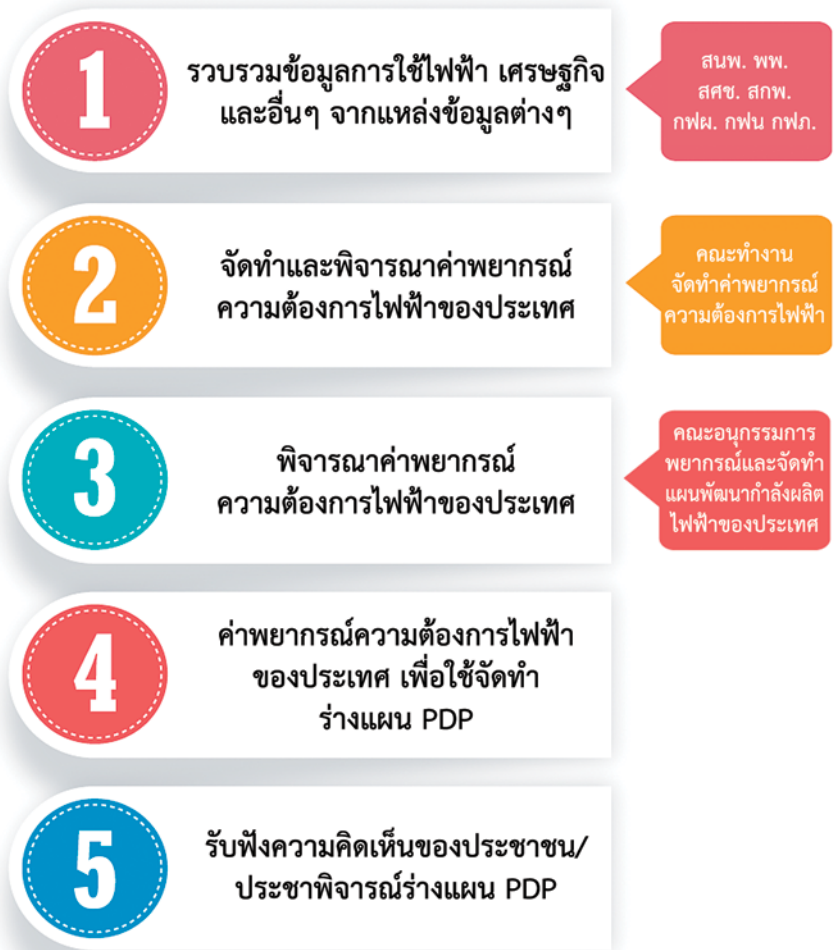 1
รวบรวมข้อมูลการใช้ไฟฟ้า เศรษฐกิจ
และอื่นๆ จากแหล่งข้อมูลต่างๆ
สนพ. พพ.
สศช. สกพ.
กฟผ. กฟน กฟภ.
2
จัดทำและพิจารณาค่าพยากรณ์
ความต้องการไฟฟ้าของประเทศ
คณะทำงาน
จัดทำค่าพยากรณ์
ความต้องการไฟฟ้า
3
พิจารณาค่าพยากรณ์
ความต้องการไฟฟ้าของประเทศ
คณะอนุกรรมการ
พยากรณ์และจัดทำ
แผนพัฒนากำลังผลิต
ไฟฟ้าของประเทศ
4
ค่าพยากรณ์ความต้องการไฟฟ้า
ของประเทศ เพื่อใช้จัดทำ
ร่างแผน PDP
5
รับฟังความคิดเห็นของประชาชน/
ประชาพิจารณ์ร่างแผน PDP